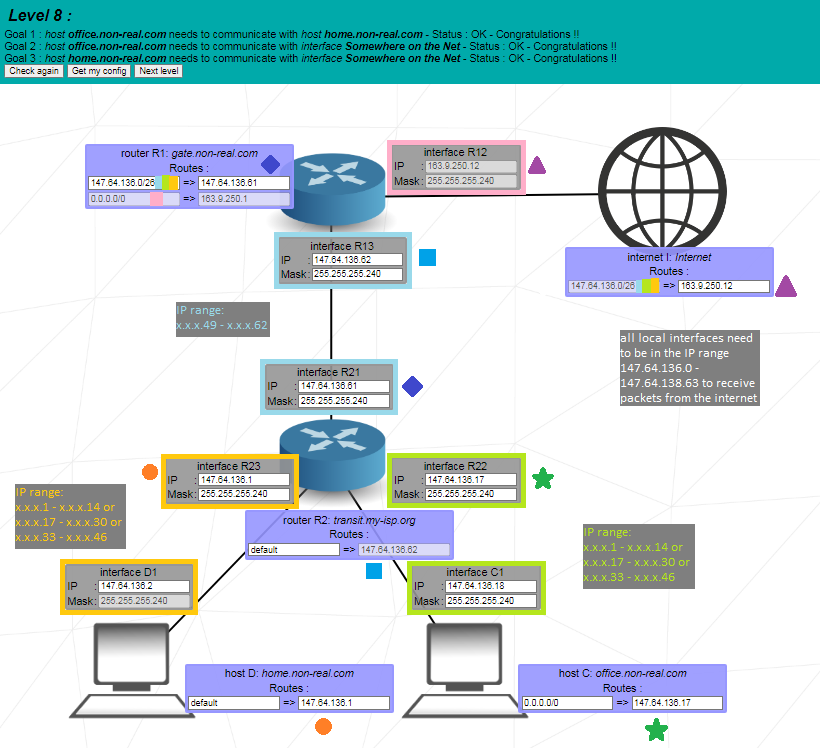 Level 8 :
Goal 1 : host office.non-real.com needs to communicate with host home.non-real.com - Status : OK - Congratulations !!
Goal 2 : host office.non-real.com needs to communicate with interface Somewhere on the Net - Status : OK - Congratulations !!
Goal 3 : host home.non-real.com needs to communicate with interface Somewhere on the Net - Status : OK - Congratulations !!
Check again Get my config Next level
router R1: gate.non-real.com
Routes :
147.64.136.0/26 => 147.64.136.61
0.0.0.0/0 => 163.9.250.1
interface R12
IP : 163.9.250.12
Mask: 255.255.255.240
interface R13
IP : 147.64.136.62
Mask: 255.255.255.240
internet I: Internet
Routes :
147.64.136.0/26 => 163.9.250.12
IP range:
x.x.x.49 - x.x.x.62
all local interfaces need
to be in the IP range
147.64.136.0 -
147.64.138.63 to receive
packets from the internet
interface R21
IP : 147.64.136.61
Mask: 255.255.255.240
interface R23
IP : 147.64.136.1
Mask: 255.255.255.240
interface R22
IP : 147.64.136.17
Mask: 255.255.255.240
IP range:
x.x.x.1 - x.x.x.14 or
x.x.x.17 - x.x.x.30 or
x.x.x.33 - x.x.x.46
router R2: transit.my-isp.org
Routes :
default => 147.64.136.62
IP range:
x.x.x.1 - x.x.x.14 or
x.x.x.17 - x.x.x.30 or
x.x.x.33 - x.x.x.46
interface D1
IP : 147.64.136.2
Mask: 255.255.255.240
interface C1
IP : 147.64.136.18
Mask: 255.255.255.240
host D: home.non-real.com
Routes :
default => 147.64.136.1
host C: office.non-real.com
Routes :
0.0.0.0/0 => 147.64.136.17